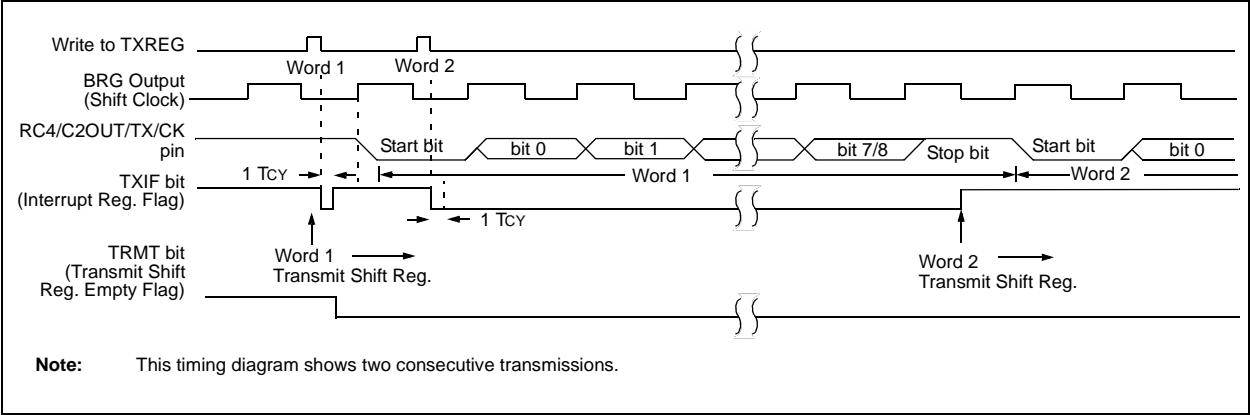 Write to TXREG
Word 1
Word 2
BRG Output
(Shift Clock)
RC4/C2OUT/TX/CK
pin
Start bit
bit 0
bit 1
bit 7/8
Stop bit
Start bit
bit 0
1 TCY
Word 1
Word 2
TXIF bit
(Interrupt Reg. Flag)
1 TCY
TRMT bit
(Transmit Shift
Reg. Empty Flag)
Word 1
Transmit Shift Reg.
Word 2
Transmit Shift Reg.
Note: This timing diagram shows two consecutive transmissions.